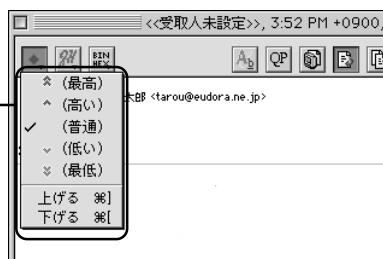 <<受取人未設定>>, 3:52 PM +0900,
BIN HEX
Ab QP
(最高)
太郎 <tarou@eudora.ne.jp>
(高い)
✓ (普通)
(低い)
(最低)
上げる ⌘]
下げる ⌘[